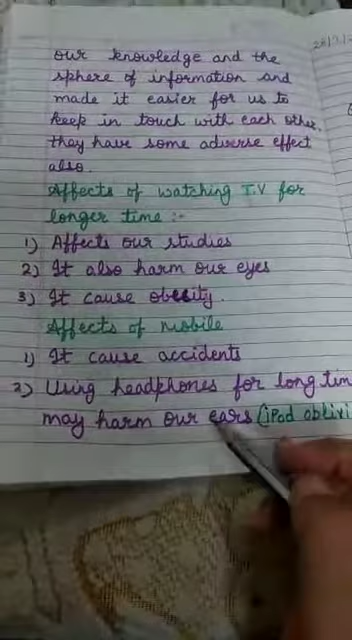 our knowledge and the
sphere of information and
made it easier for us to
keep in touch with each other,
they have some adverse effect
also.
Affects of watching T.V for
longer time :-
1) Affects our studies
2) It also harm our eyes
3) It cause obesity.
Affects of mobile
1) It cause accidents
2) Using headphones for long tim
may harm our ears (iPod oblivi